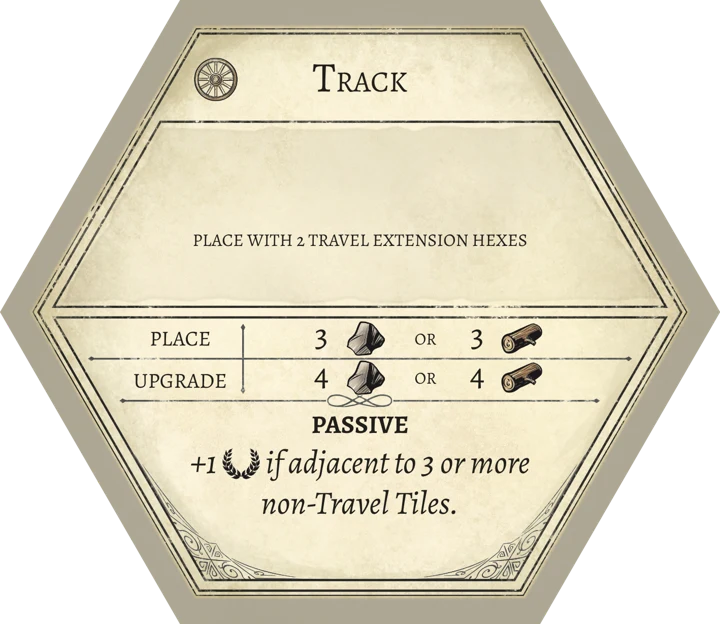 Track
PLACE WITH 2 TRAVEL EXTENSION HEXES
PLACE 3 OR 3
UPGRADE 4 OR 4
PASSIVE
+1 if adjacent to 3 or more
non-Travel Tiles.